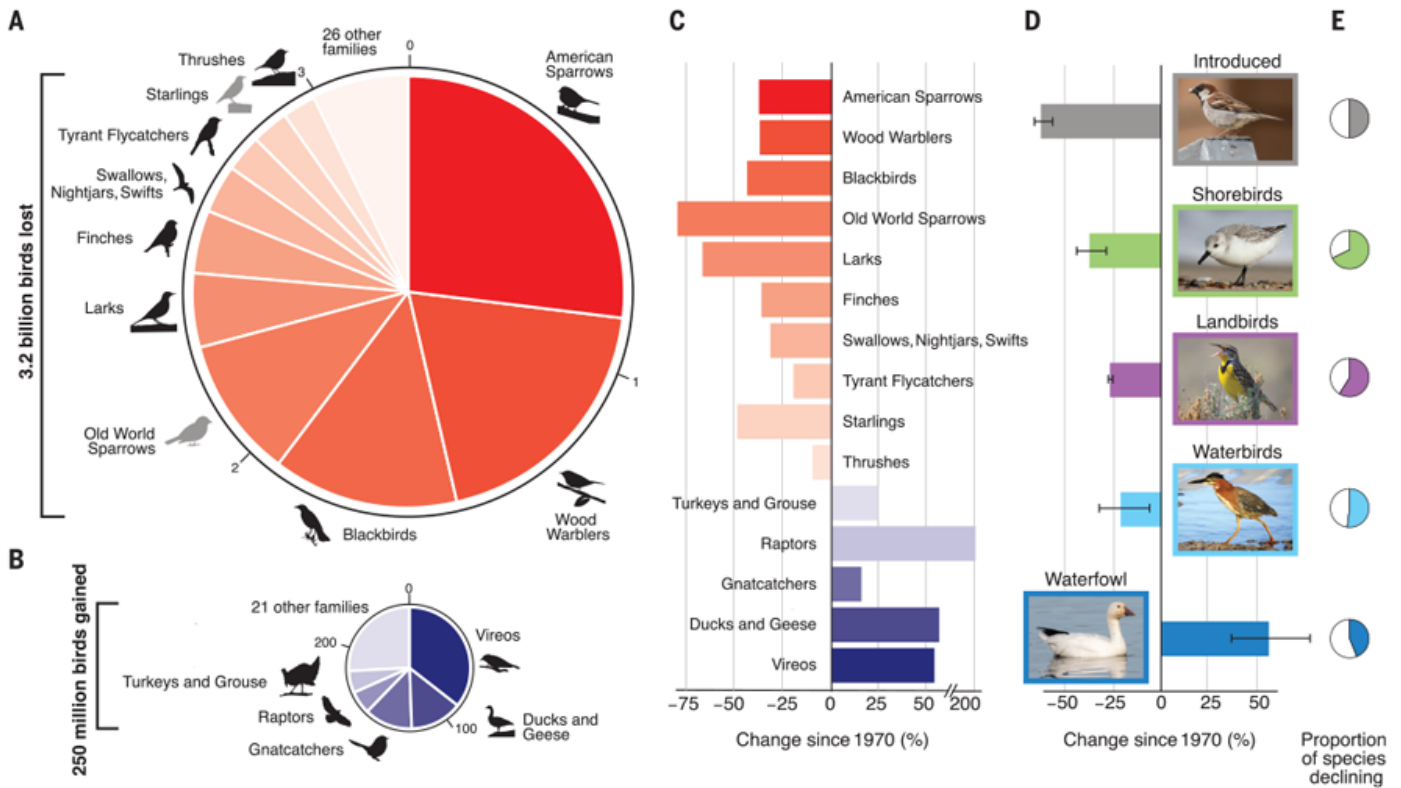 A
3.2 billion birds lost
26 other
families
0
American
Sparrows
1
Wood
Warblers
Blackbirds
2
Old World
Sparrows
Larks
Finches
Swallows,
Nightjars, Swifts
Tyrant Flycatchers
Starlings
Thrushes
3
B
250 million birds gained
0
21 other families
Vireos
100
Ducks and
Geese
Gnatcatchers
Raptors
Turkeys and Grouse
200
C
American Sparrows
Wood Warblers
Blackbirds
Old World Sparrows
Larks
Finches
Swallows, Nightjars, Swifts
Tyrant Flycatchers
Starlings
Thrushes
Turkeys and Grouse
Raptors
Gnatcatchers
Ducks and Geese
Vireos
−75 −50 −25 0 25 50 200
Change since 1970 (%)
D
Introduced
Shorebirds
Landbirds
Waterbirds
Waterfowl
−50 −25 0 25 50
Change since 1970 (%)
E
Proportion
of species
declining